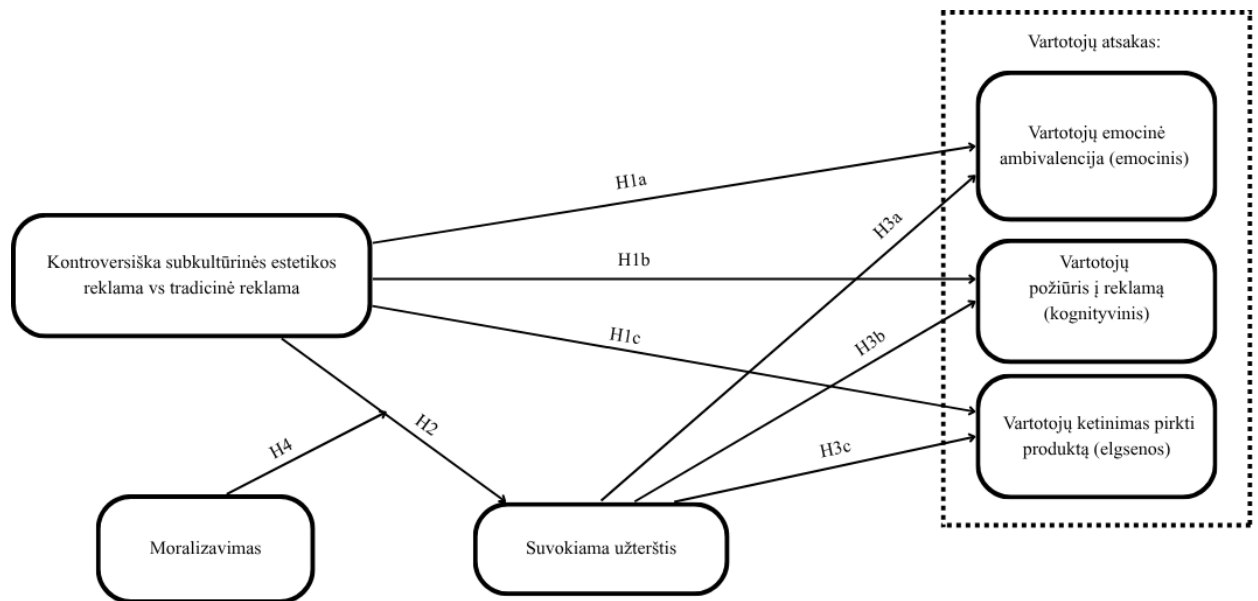 Vartotojų atsakas:
Vartotojų emocinė
ambivalencija (emocinis)
H1a
H3a
Kontroversiška subkultūrinės estetikos
reklama vs tradicinė reklama
H1b
Vartotojų
požiūris į reklamą
(kognityvinis)
H1c
H3b
Vartotojų ketinimas pirkti
produktą (elgsenos)
H2
H4
H3c
Moralizavimas
Suvokiama užterštis